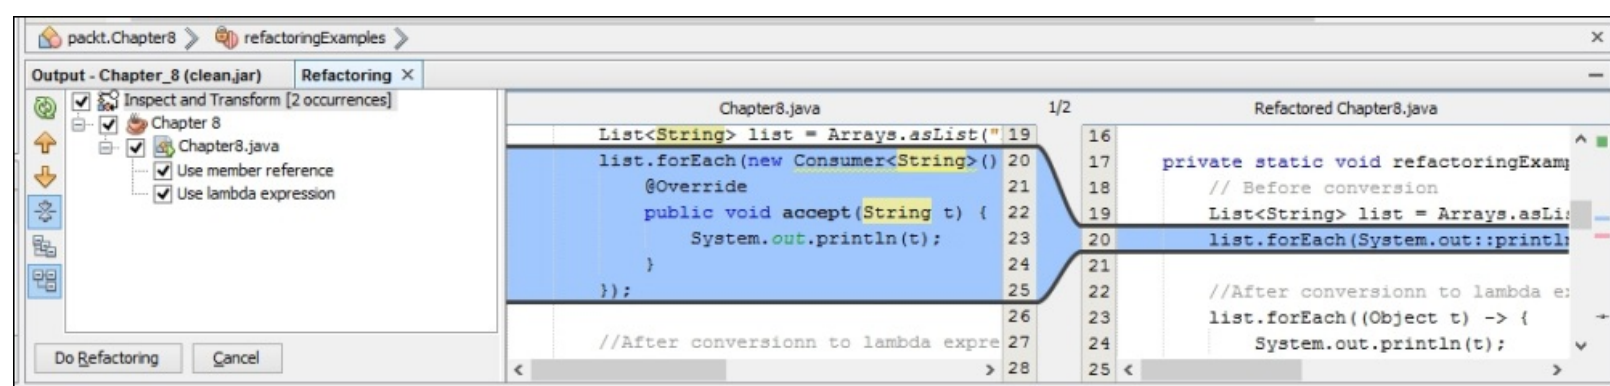 packt.Chapter8 refactoringExamples
Output - Chapter_8 (clean,jar) Refactoring
Inspect and Transform [2 occurrences]
Chapter 8
Chapter8.java
Use member reference
Use lambda expression
Do Refactoring Cancel
Chapter8.java 1/2 Refactored Chapter8.java
List<String> list = Arrays.asList(" 19
list.forEach(new Consumer<String>() 20
@Override 21
public void accept(String t) { 22
System.out.println(t); 23
} 24
}); 25
26
//After conversionn to lambda expre 27
28
16
17 private static void refactoringExam
18 // Before conversion
19 List<String> list = Arrays.asLis
20 list.forEach(System.out::println
21
22 //After conversionn to lambda ex
23 list.forEach((Object t) -> {
24 System.out.println(t);
25